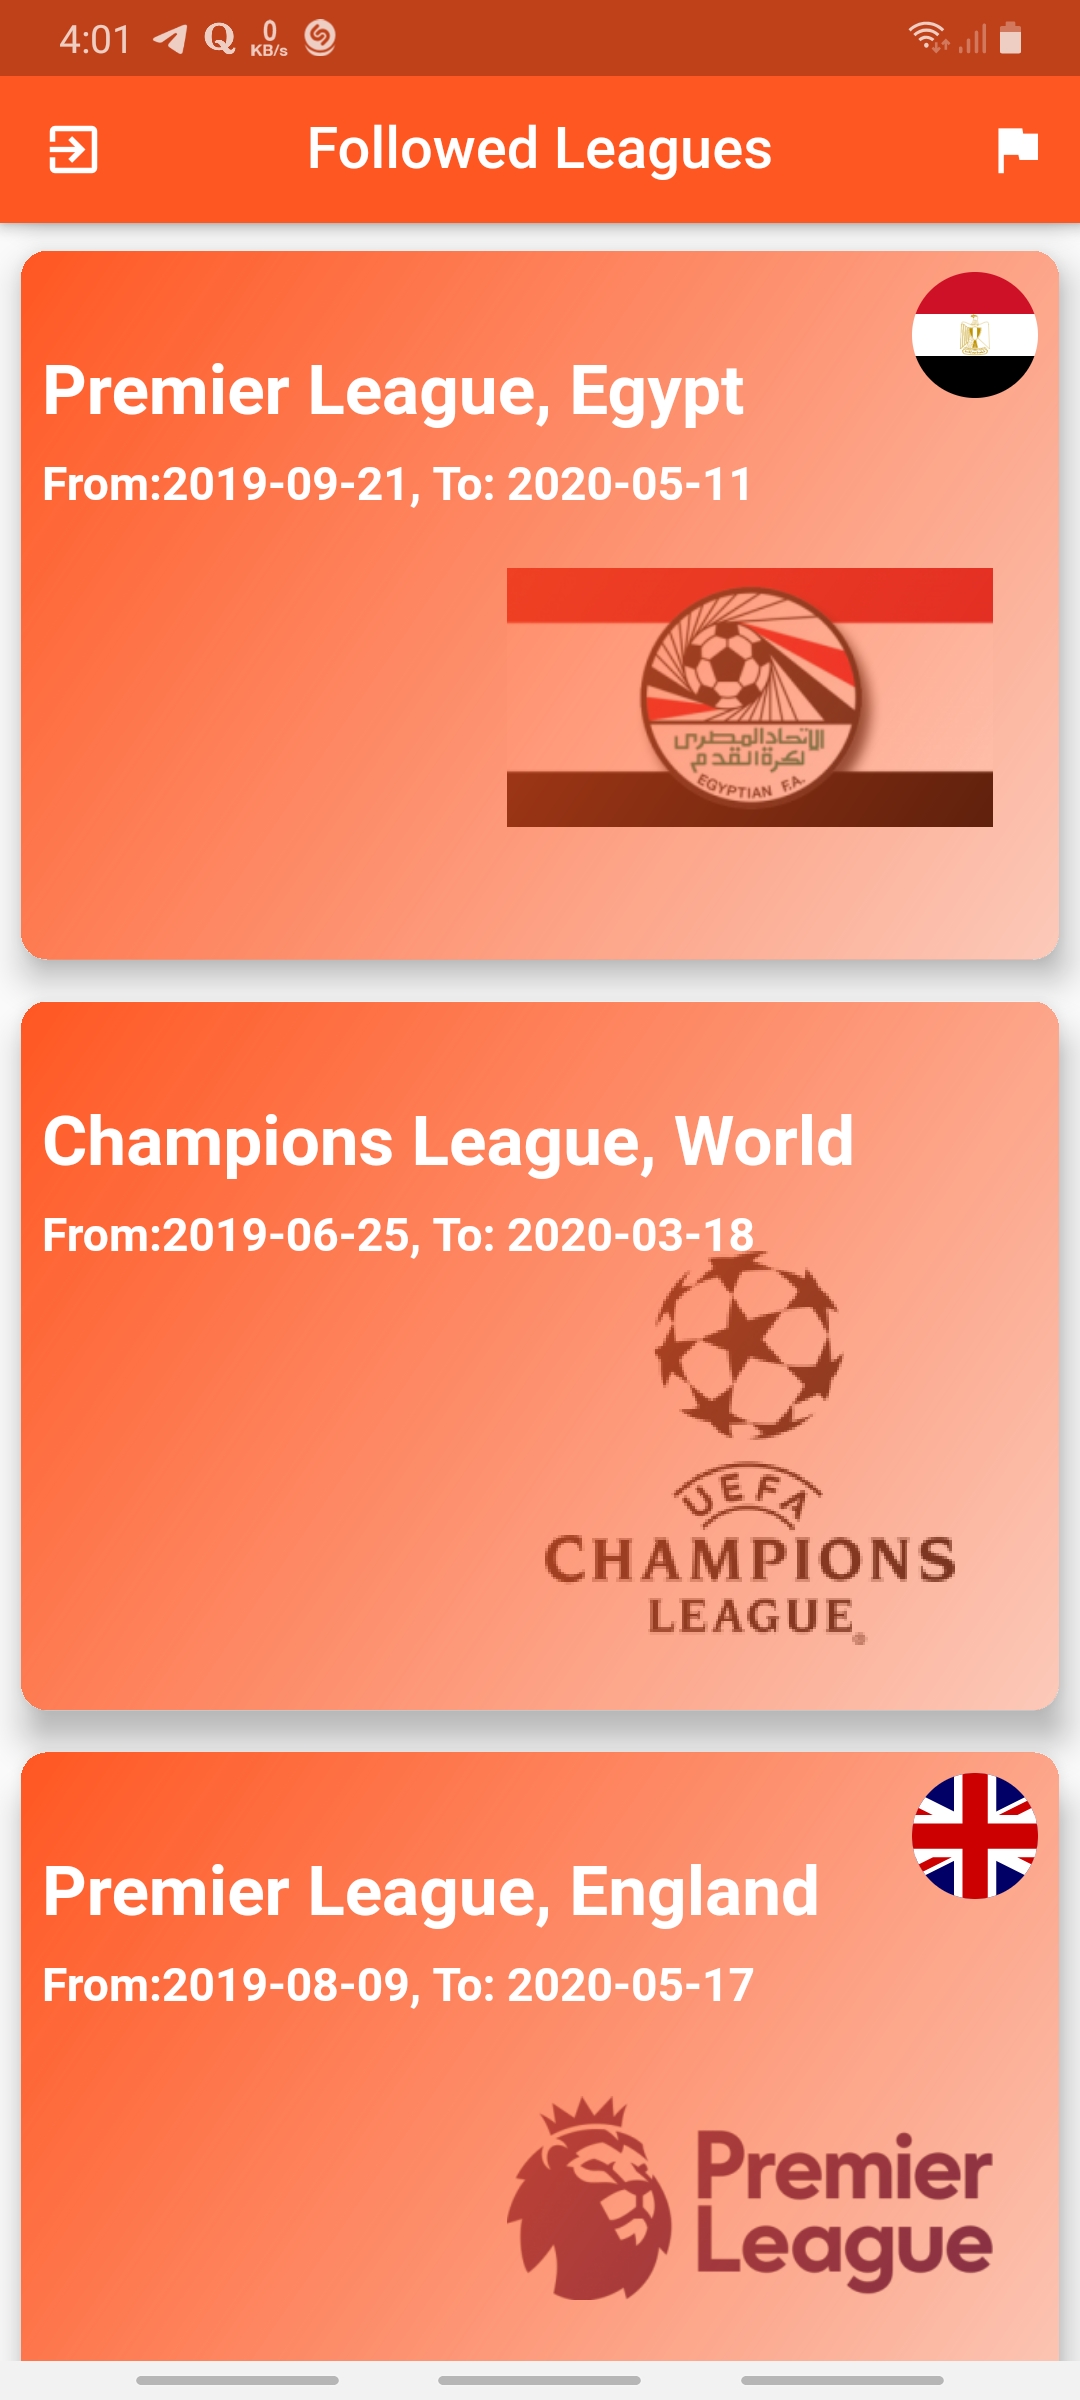 4:01 Q 0 KB/s
Followed Leagues
Premier League, Egypt
From:2019-09-21, To: 2020-05-11
الاتحاد المصرى
لكرة القدم
EGYPTIAN F.A.
Champions League, World
From:2019-06-25, To: 2020-03-18
UEFA
CHAMPIONS
LEAGUE
Premier League, England
From:2019-08-09, To: 2020-05-17
Premier
League